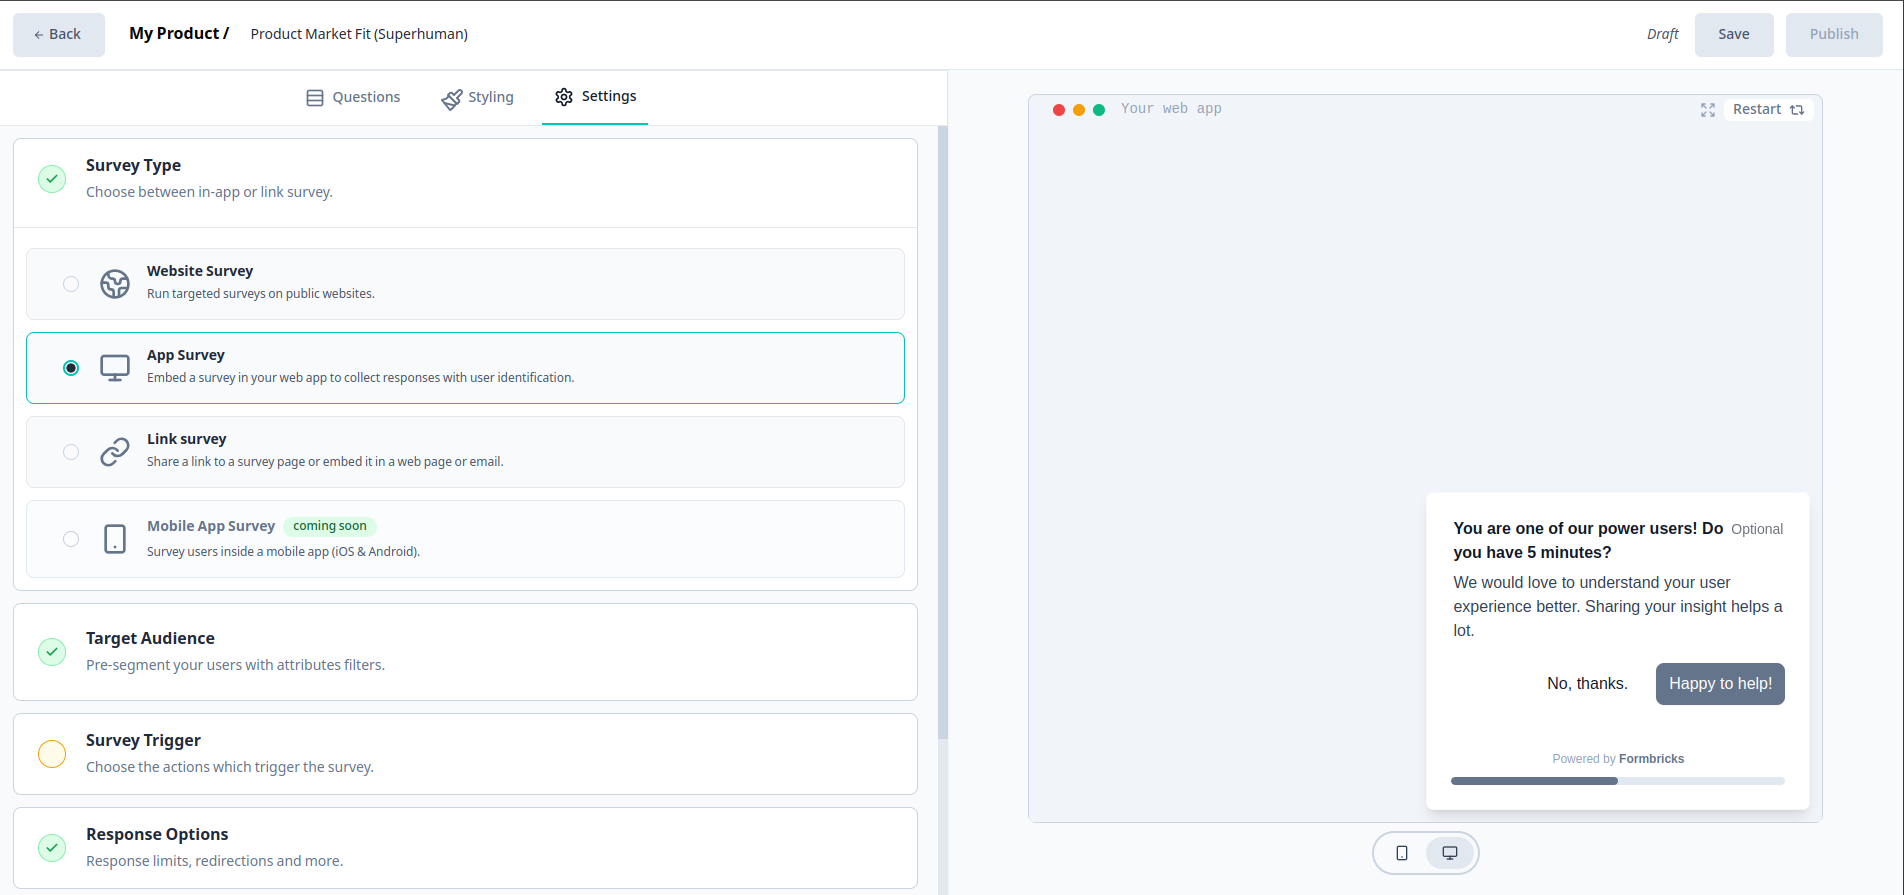 Back
My Product /
Product Market Fit (Superhuman)
Draft
Save
Publish
Questions
Styling
Settings
Survey Type
Choose between in-app or link survey.
Website Survey
Run targeted surveys on public websites.
App Survey
Embed a survey in your web app to collect responses with user identification.
Link survey
Share a link to a survey page or embed it in a web page or email.
Mobile App Survey coming soon
Survey users inside a mobile app (iOS & Android).
Target Audience
Pre-segment your users with attributes filters.
Survey Trigger
Choose the actions which trigger the survey.
Response Options
Response limits, redirections and more.
Your web app
Restart
You are one of our power users! Do Optional
you have 5 minutes?
We would love to understand your user
experience better. Sharing your insight helps a
lot.
No, thanks.
Happy to help!
Powered by Formbricks